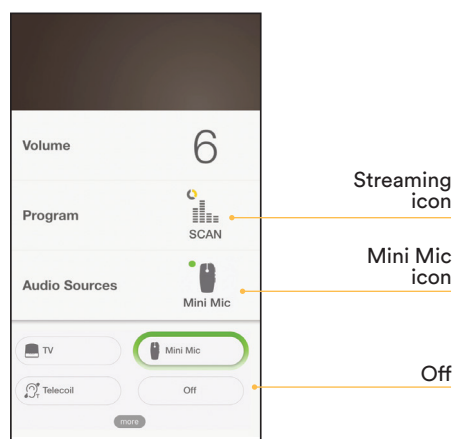 Volume
6
Program
SCAN
Audio Sources
Mini Mic
TV
Mini Mic
Telecoil
T
Off
more
Streaming
icon
Mini Mic
icon
Off